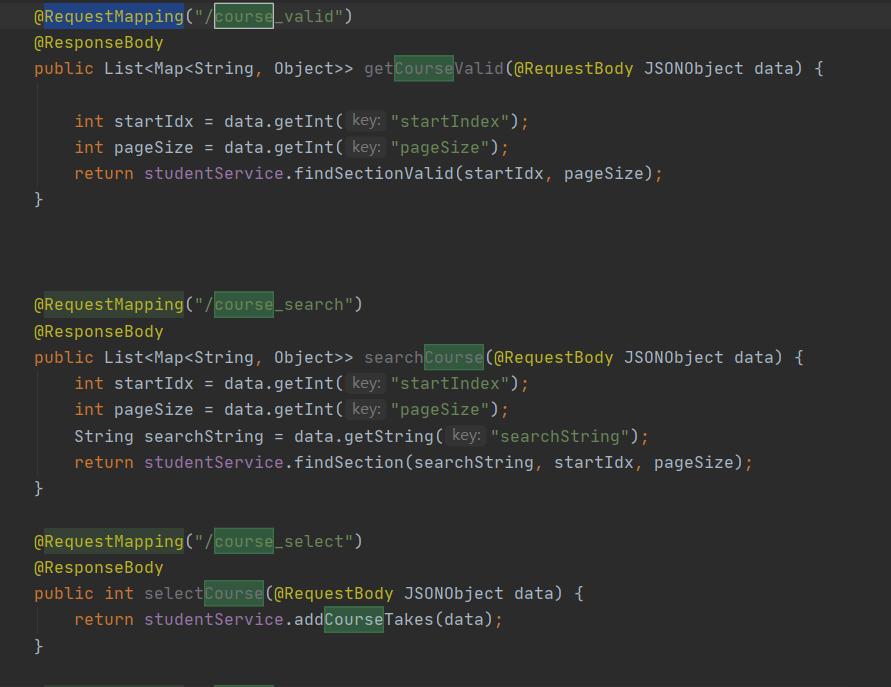 @RequestMapping("/course_valid")
@ResponseBody
public List<Map<String, Object>> getCourseValid(@RequestBody JSONObject data) {
int startIdx = data.getInt( key: "startIndex");
int pageSize = data.getInt( key: "pageSize");
return studentService.findSectionValid(startIdx, pageSize);
}
@RequestMapping("/course_search")
@ResponseBody
public List<Map<String, Object>> searchCourse(@RequestBody JSONObject data) {
int startIdx = data.getInt( key: "startIndex");
int pageSize = data.getInt( key: "pageSize");
String searchString = data.getString( key: "searchString");
return studentService.findSection(searchString, startIdx, pageSize);
}
@RequestMapping("/course_select")
@ResponseBody
public int selectCourse(@RequestBody JSONObject data) {
return studentService.addCourseTakes(data);
}